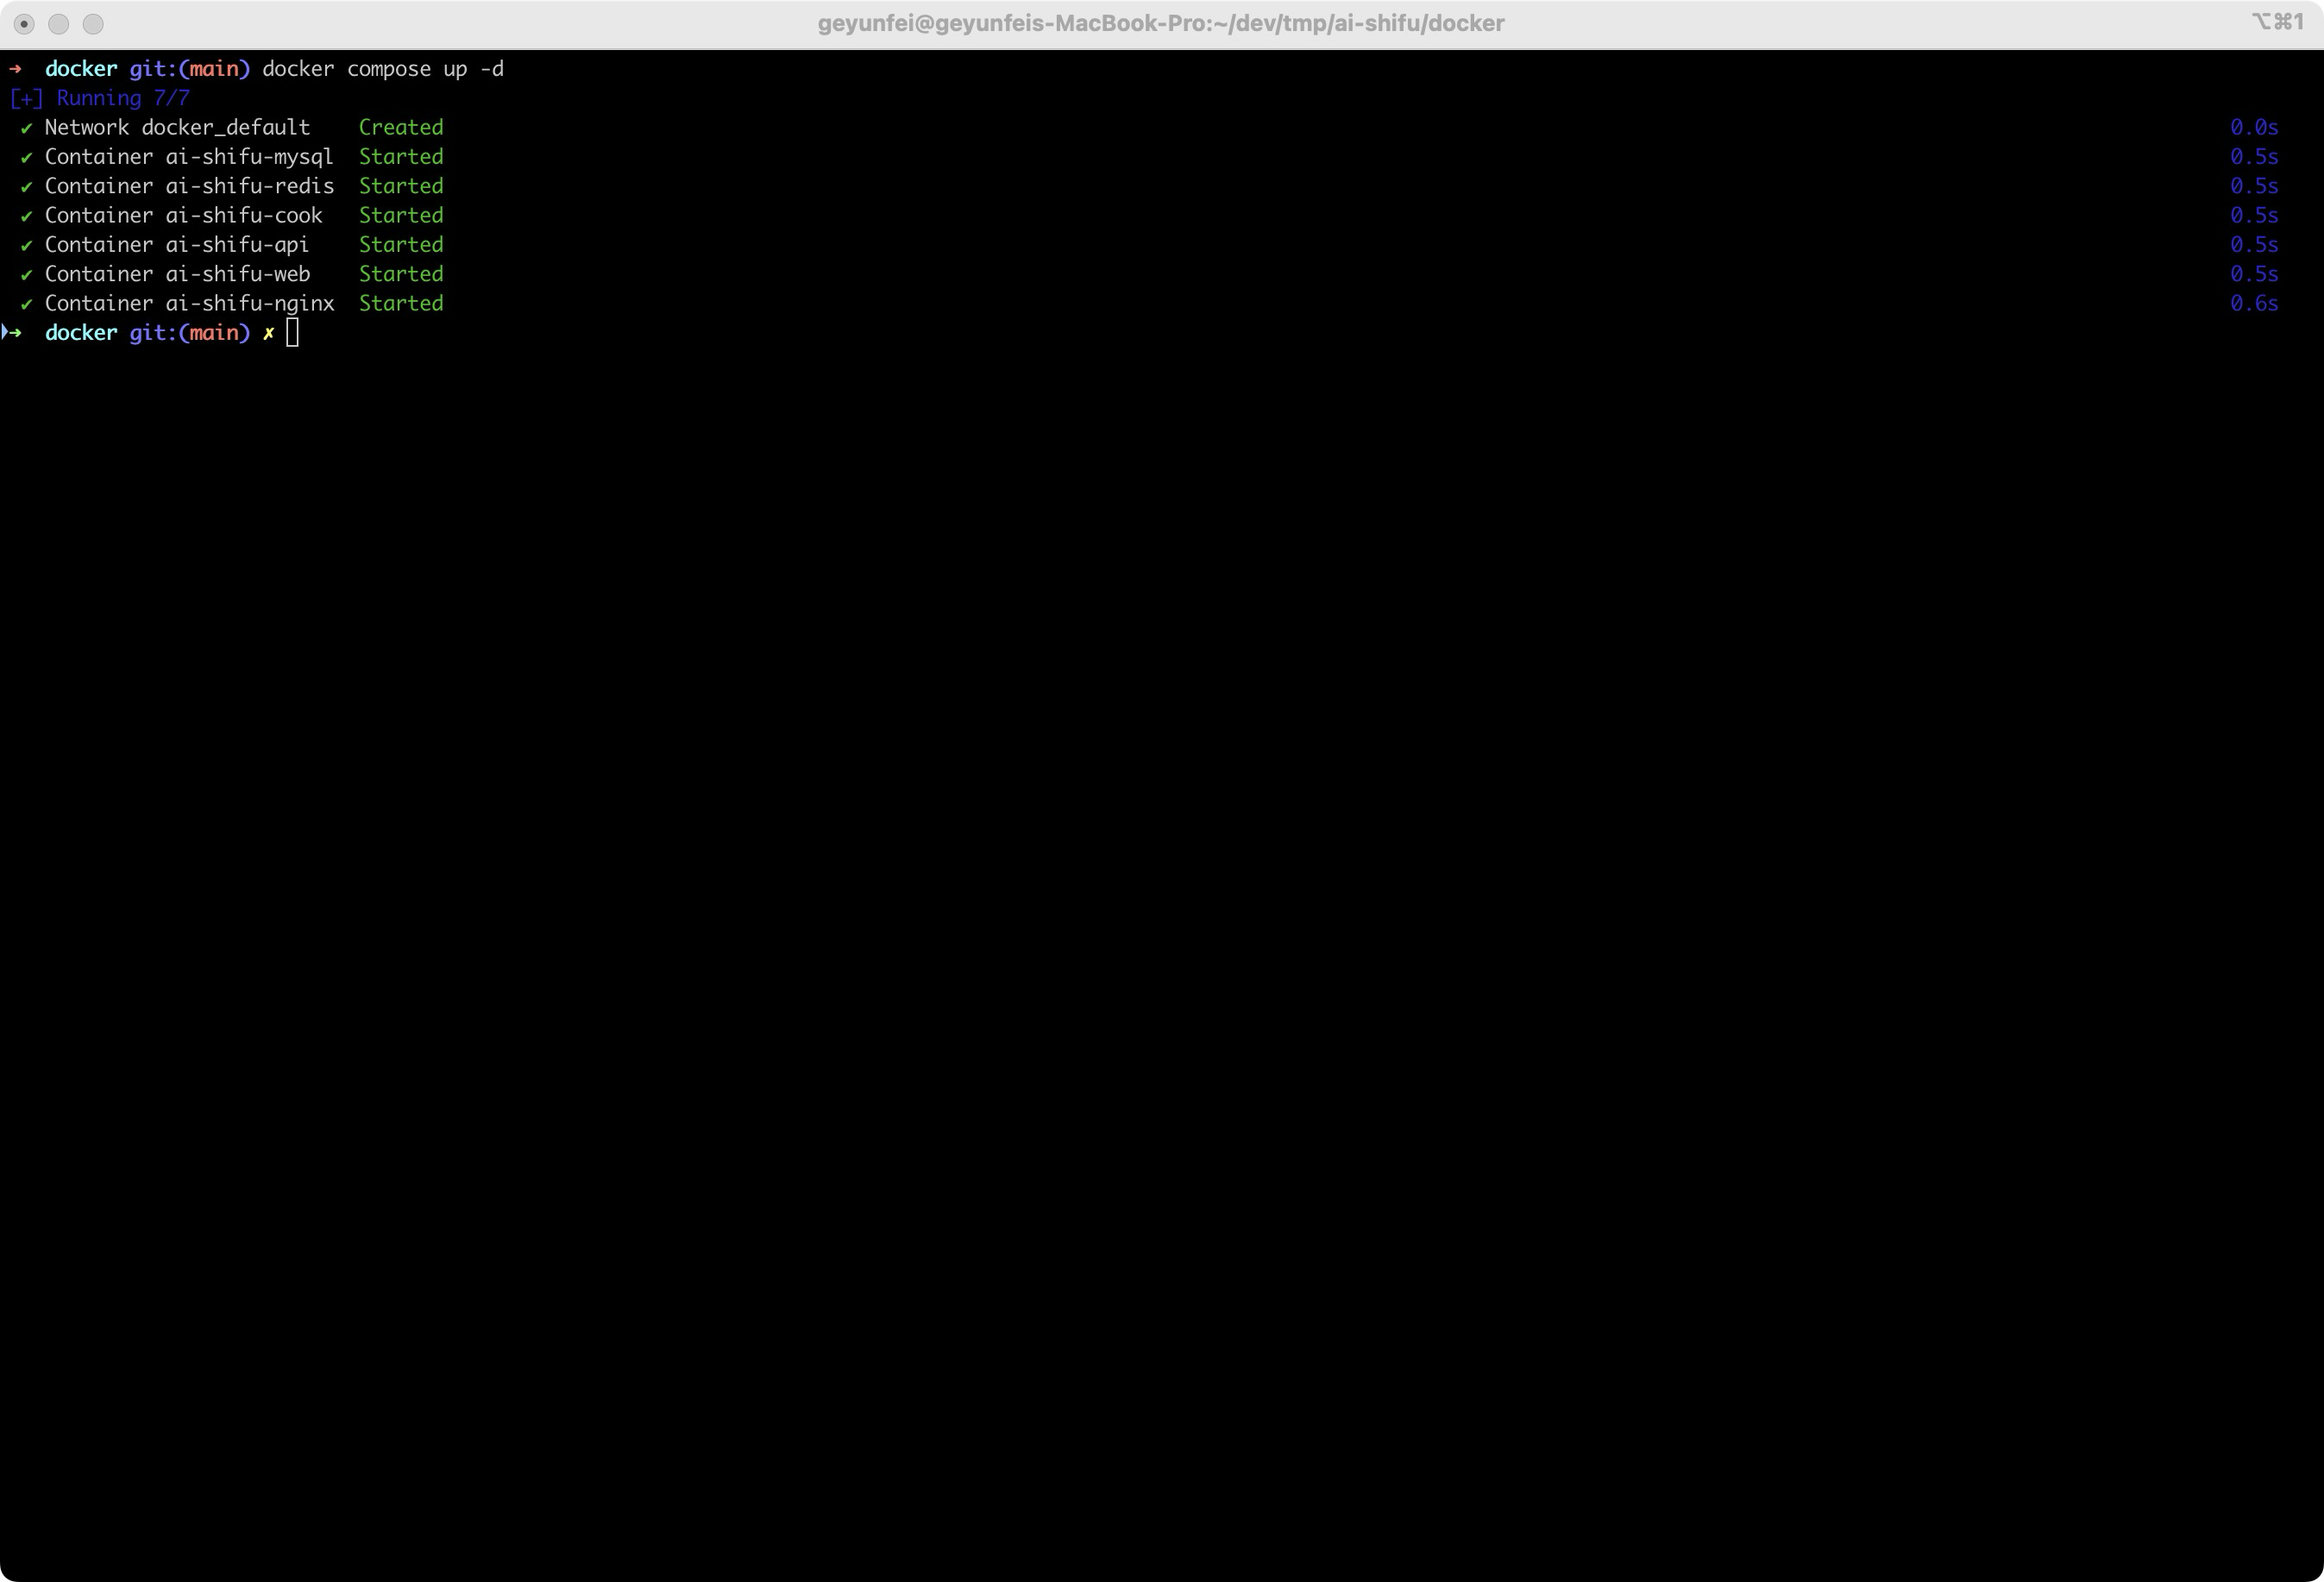 geyunfei@geyunfeis-MacBook-Pro:~/dev/tmp/ai-shifu/docker ⌥⌘1
➜  docker git:(main) docker compose up -d
[+] Running 7/7
 ✔ Network docker_default    Created 0.0s
 ✔ Container ai-shifu-mysql  Started 0.5s
 ✔ Container ai-shifu-redis  Started 0.5s
 ✔ Container ai-shifu-cook   Started 0.5s
 ✔ Container ai-shifu-api    Started 0.5s
 ✔ Container ai-shifu-web    Started 0.5s
 ✔ Container ai-shifu-nginx  Started 0.6s
➜  docker git:(main) ✗